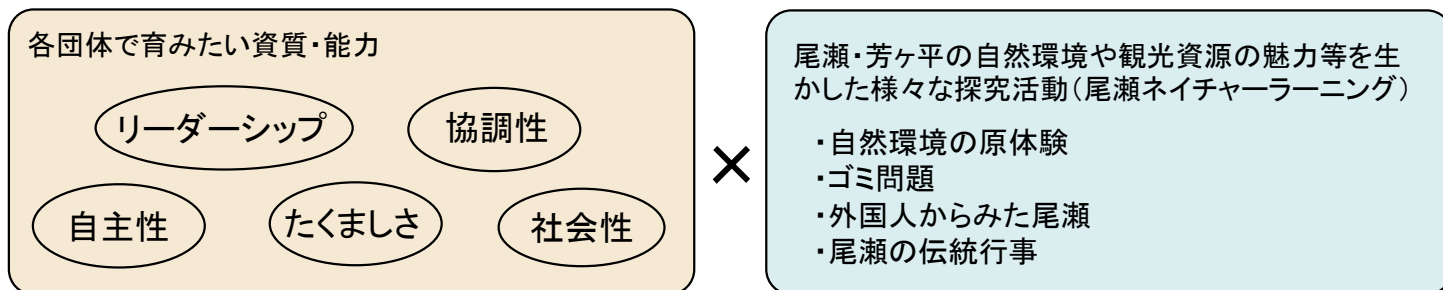 各団体で育みたい資質・能力
リーダーシップ
協調性
自主性
たくましさ
社会性
×
尾瀬・芳ヶ平の自然環境や観光資源の魅力等を生
かした様々な探究活動（尾瀬ネイチャーラーニング）
・自然環境の原体験
・ゴミ問題
・外国人からみた尾瀬
・尾瀬の伝統行事